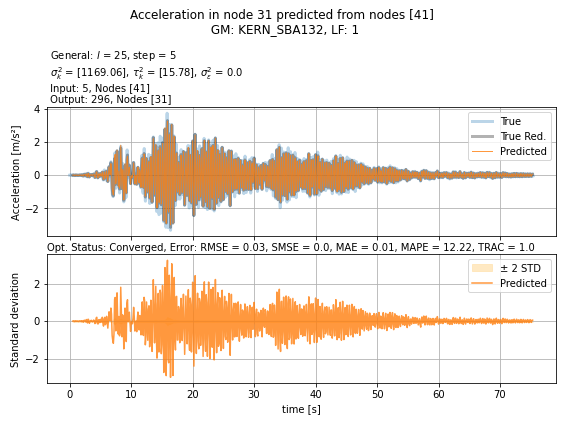 Acceleration in node 31 predicted from nodes [41]
GM: KERN_SBA132, LF: 1
General: l = 25, step = 5
σ²ₖ = [1169.06], τ²ₖ = [15.78], σ²ε = 0.0
Input: 5, Nodes [41]
Output: 296, Nodes [31]
4
2
0
−2
Acceleration [m/s²]
True
True Red.
Predicted
Opt. Status: Converged, Error: RMSE = 0.03, SMSE = 0.0, MAE = 0.01, MAPE = 12.22, TRAC = 1.0
2
0
−2
Standard deviation
± 2 STD
Predicted
0 10 20 30 40 50 60 70
time [s]